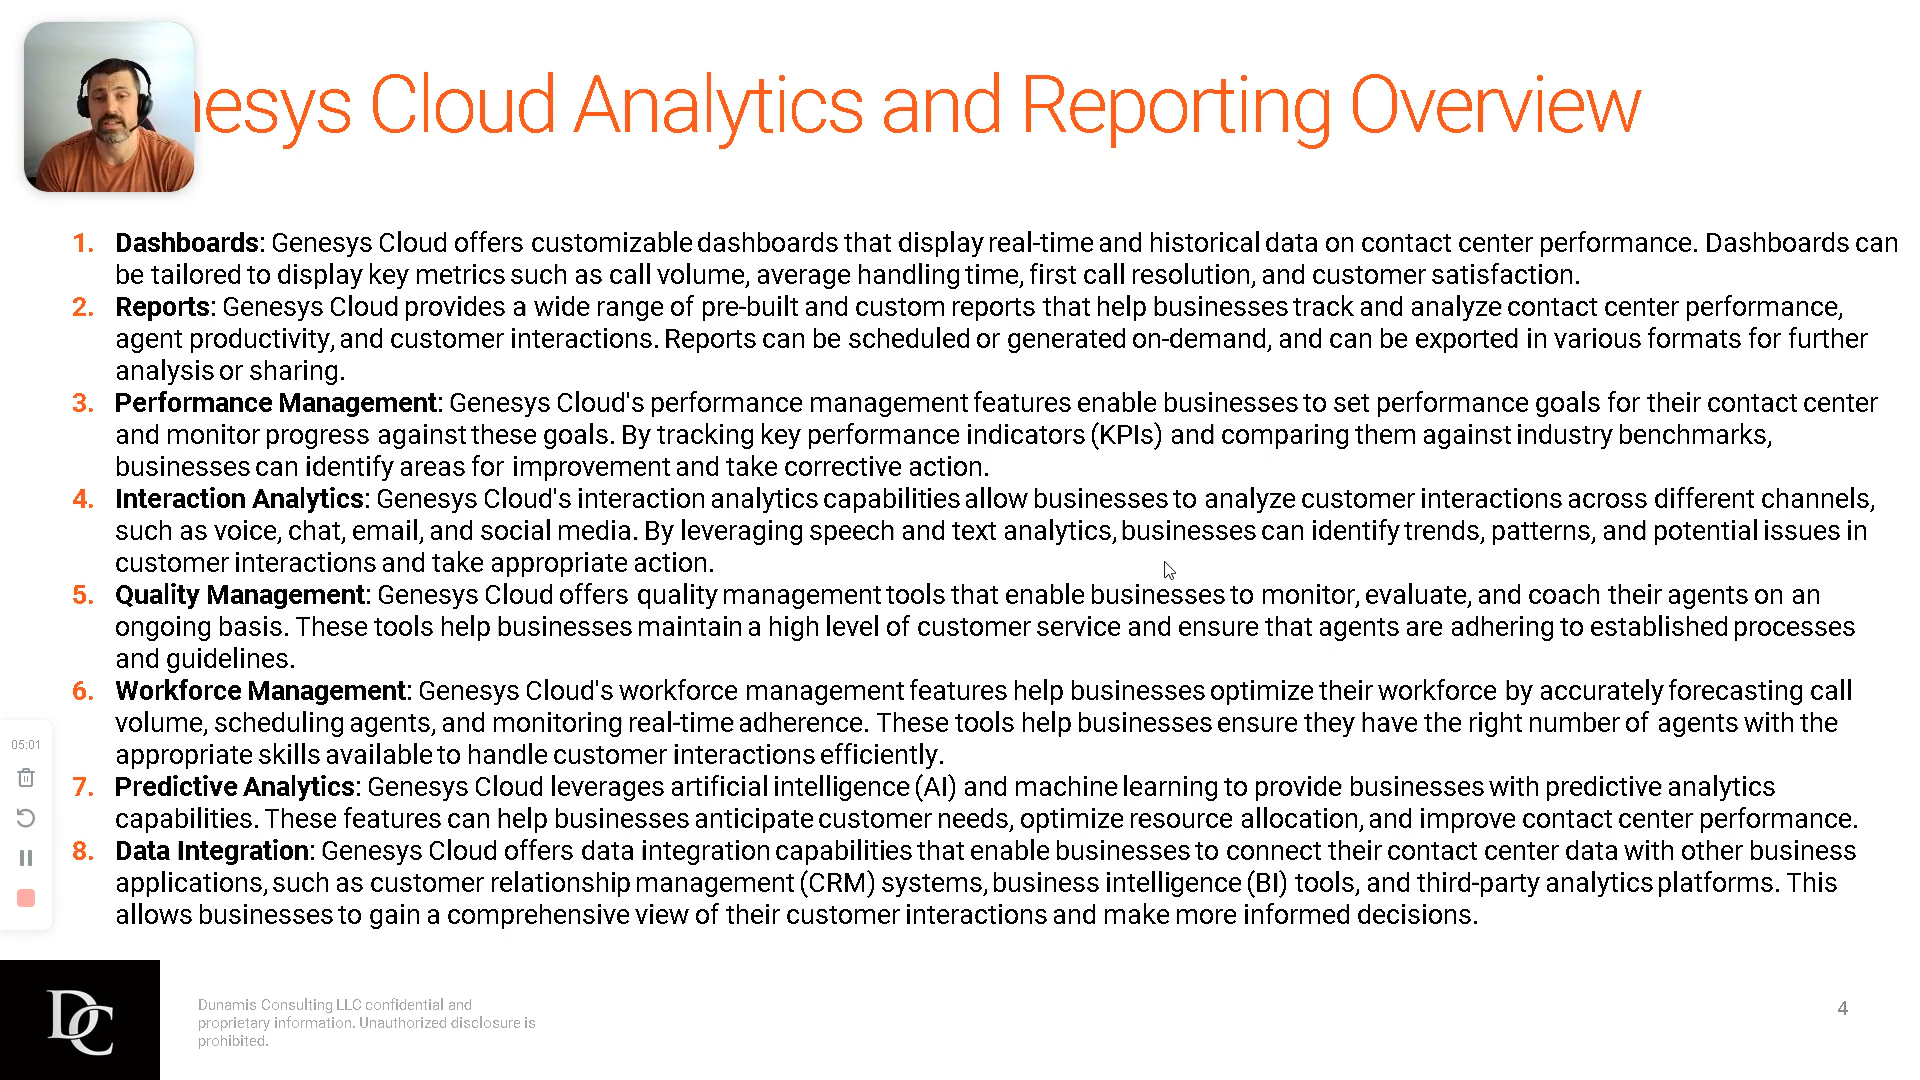 nesys Cloud Analytics and Reporting Overview
1. Dashboards: Genesys Cloud offers customizable dashboards that display real-time and historical data on contact center performance. Dashboards can
be tailored to display key metrics such as call volume, average handling time, first call resolution, and customer satisfaction.
2. Reports: Genesys Cloud provides a wide range of pre-built and custom reports that help businesses track and analyze contact center performance,
agent productivity, and customer interactions. Reports can be scheduled or generated on-demand, and can be exported in various formats for further
analysis or sharing.
3. Performance Management: Genesys Cloud's performance management features enable businesses to set performance goals for their contact center
and monitor progress against these goals. By tracking key performance indicators (KPIs) and comparing them against industry benchmarks,
businesses can identify areas for improvement and take corrective action.
4. Interaction Analytics: Genesys Cloud's interaction analytics capabilities allow businesses to analyze customer interactions across different channels,
such as voice, chat, email, and social media. By leveraging speech and text analytics, businesses can identify trends, patterns, and potential issues in
customer interactions and take appropriate action.
5. Quality Management: Genesys Cloud offers quality management tools that enable businesses to monitor, evaluate, and coach their agents on an
ongoing basis. These tools help businesses maintain a high level of customer service and ensure that agents are adhering to established processes
and guidelines.
6. Workforce Management: Genesys Cloud's workforce management features help businesses optimize their workforce by accurately forecasting call
volume, scheduling agents, and monitoring real-time adherence. These tools help businesses ensure they have the right number of agents with the
appropriate skills available to handle customer interactions efficiently.
7. Predictive Analytics: Genesys Cloud leverages artificial intelligence (AI) and machine learning to provide businesses with predictive analytics
capabilities. These features can help businesses anticipate customer needs, optimize resource allocation, and improve contact center performance.
8. Data Integration: Genesys Cloud offers data integration capabilities that enable businesses to connect their contact center data with other business
applications, such as customer relationship management (CRM) systems, business intelligence (BI) tools, and third-party analytics platforms. This
allows businesses to gain a comprehensive view of their customer interactions and make more informed decisions.
05:01
DC
Dunamis Consulting LLC confidential and
proprietary information. Unauthorized disclosure is
prohibited.
4